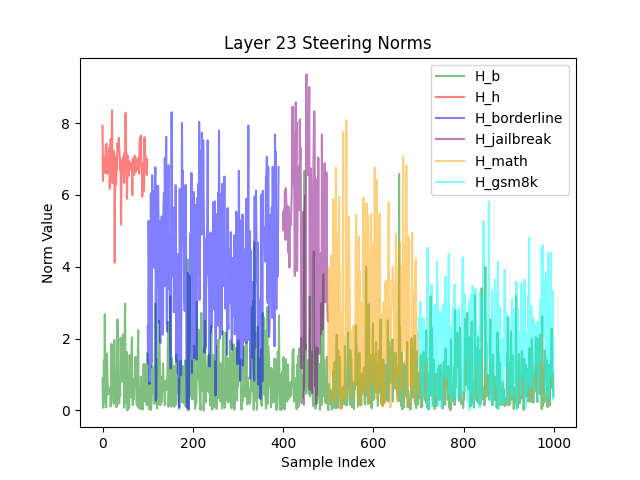 Layer 23 Steering Norms
H_b
H_h
H_borderline
H_jailbreak
H_math
H_gsm8k
Norm Value
8
6
4
2
0
0 200 400 600 800 1000
Sample Index